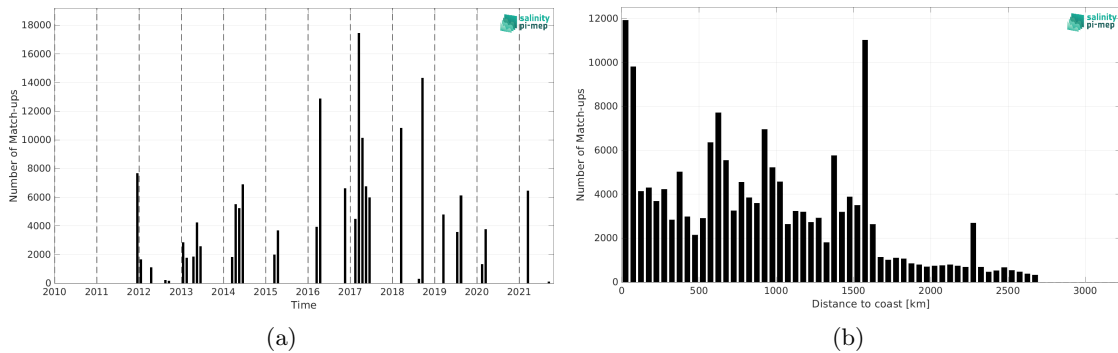 18000
16000
14000
12000
10000
8000
6000
4000
2000
0
Number of Match-ups
2010 2011 2012 2013 2014 2015 2016 2017 2018 2019 2020 2021
Time
salinity
pi-mep
(a)
12000
10000
8000
6000
4000
2000
0
Number of Match-ups
0 500 1000 1500 2000 2500 3000
Distance to coast [km]
salinity
pi-mep
(b)